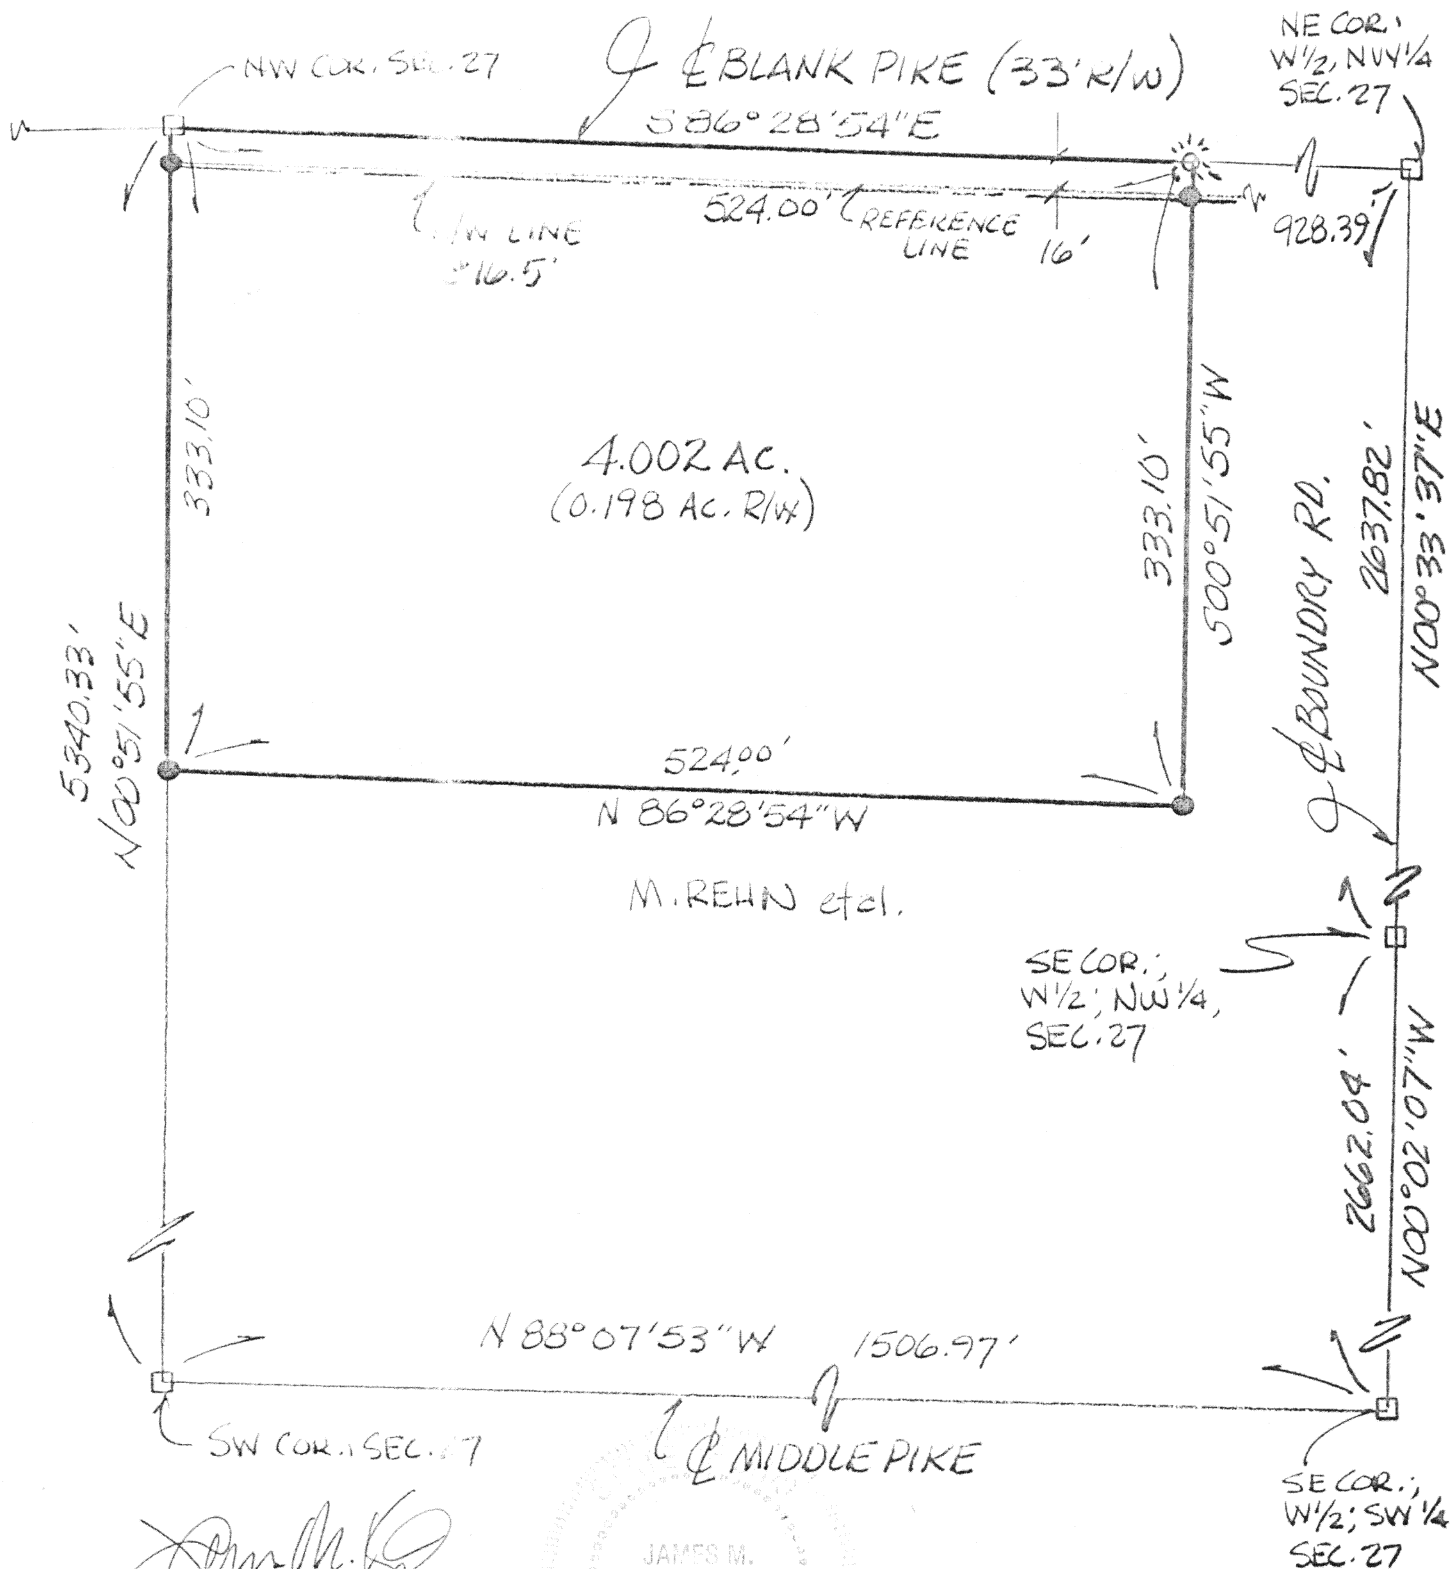 NW COR. SEC. 27
℄ BLANK PIKE (33' R/W)
NE COR.
W½, NW¼
SEC. 27
S 86° 28' 54" E
524.00'
REFERENCE
LINE
16'
928.39'
R/W LINE
16.5'
333.10'
4.002 AC.
(0.198 AC. R/W)
333.10'
S00° 51' 55" W
℄ BOUNDRY RD.
2637.82'
N00° 33' 37" E
5340.33'
N00° 51' 55" E
524.00'
N 86° 28' 54" W
M. REHN et al.
SE COR.;
W½; NW¼,
SEC. 27
2662.04'
N00° 02' 07" W
N 88° 07' 53" W 1506.97'
SW COR., SEC. 7
℄ MIDDLE PIKE
SE COR.;
W½; SW¼
SEC. 27
JAMES M.